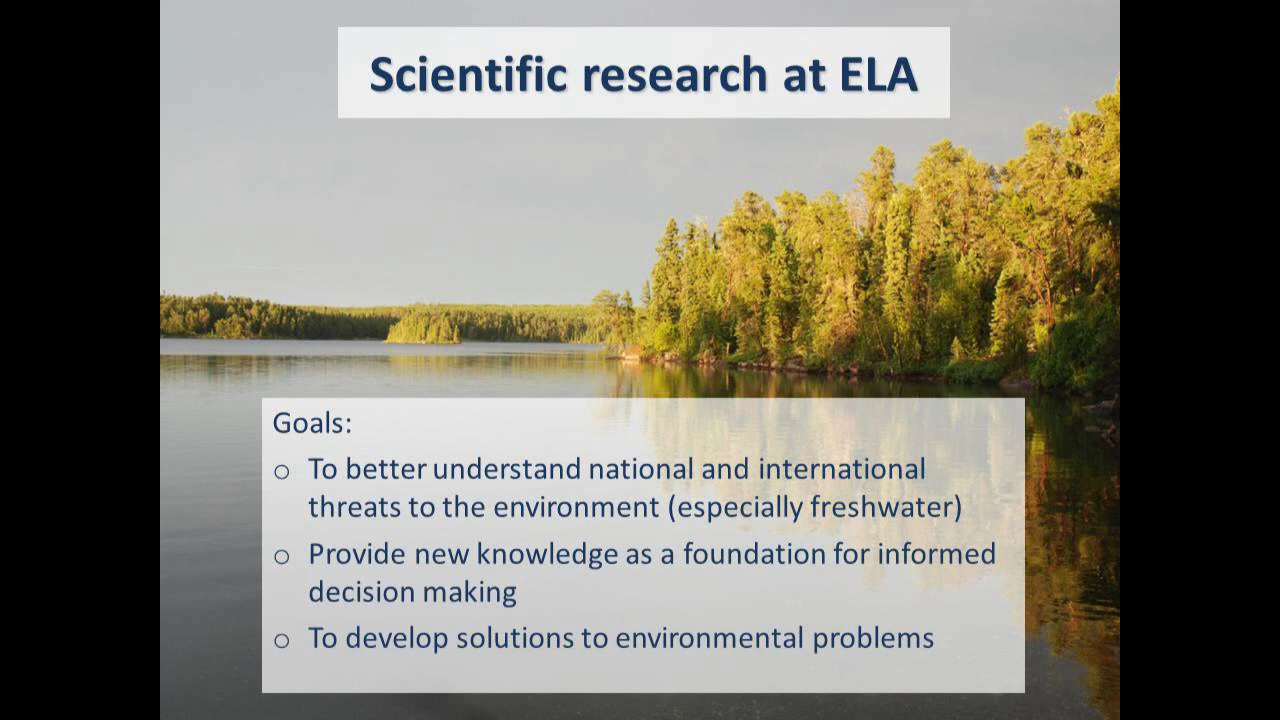 Scientific research at ELA
Goals:
o To better understand national and international
threats to the environment (especially freshwater)
o Provide new knowledge as a foundation for informed
decision making
o To develop solutions to environmental problems